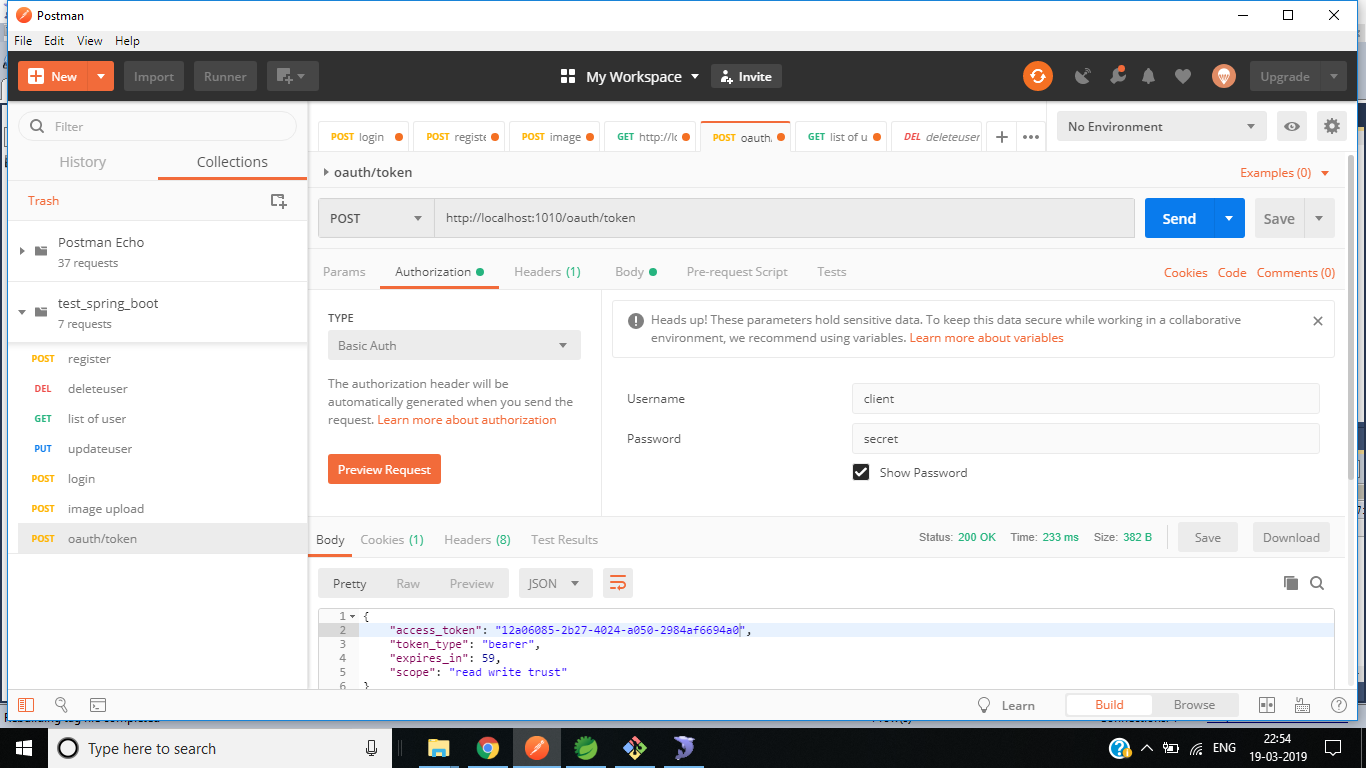 Postman
File Edit View Help
New Import Runner My Workspace Invite Upgrade
Filter
History Collections
Trash
Postman Echo
37 requests
test_spring_boot
7 requests
POST register
DEL deleteuser
GET list of user
PUT updateuser
POST login
POST image upload
POST oauth/token
POST login POST registe POST image GET http://lo POST oauth. GET list of u DEL deleteuser
No Environment
oauth/token Examples (0)
POST http://localhost:1010/oauth/token Send Save
Params Authorization Headers (1) Body Pre-request Script Tests Cookies Code Comments (0)
TYPE
Basic Auth
The authorization header will be
automatically generated when you send the
request. Learn more about authorization
Preview Request
Heads up! These parameters hold sensitive data. To keep this data secure while working in a collaborative
environment, we recommend using variables. Learn more about variables
Username client
Password secret
Show Password
Body Cookies (1) Headers (8) Test Results Status: 200 OK Time: 233 ms Size: 382 B Save Download
Pretty Raw Preview JSON
1 {
2 "access_token": "12a06085-2b27-4024-a050-2984af6694a0",
3 "token_type": "bearer",
4 "expires_in": 59,
5 "scope": "read write trust"
6 }
Learn Build Browse
Type here to search
ENG
22:54
19-03-2019